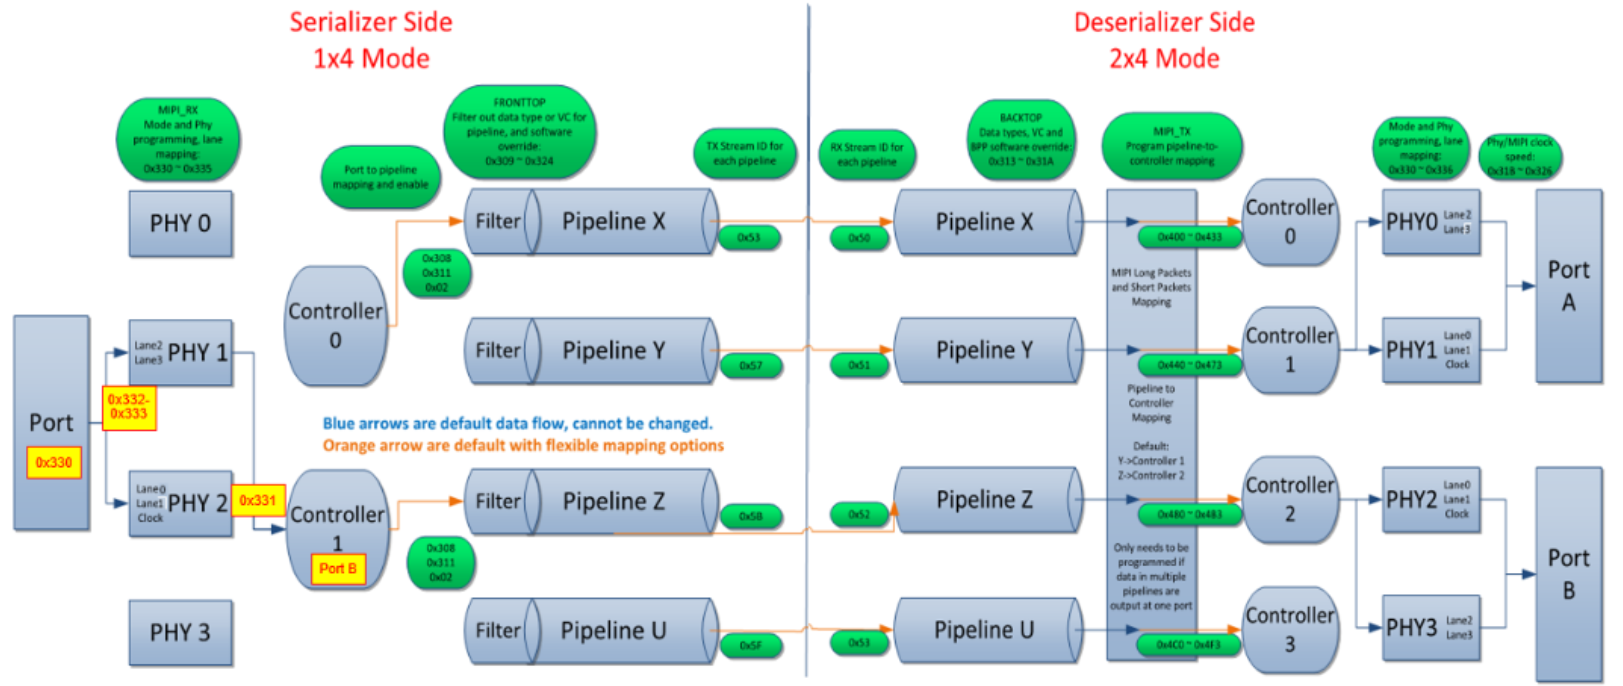 Serializer Side
1x4 Mode
Deserializer Side
2x4 Mode
MIPI_RX
Mode and Phy
programming, lane
mapping:
0x330 ~ 0x335
FRONTTOP
Filter out data type or VC for
pipeline, and software
override:
0x309 ~ 0x324
Port to pipeline
mapping and enable
TX Stream ID for
each pipeline
RX Stream ID for
each pipeline
BACKTOP
Data types, VC and
BPP software override:
0x313 ~ 0x31A
MIPI_TX
Program pipeline-to-
controller mapping
Mode and Phy
programming, lane
mapping:
0x330 ~ 0x336
Phy/MIPI clock
speed:
0x318 ~ 0x326
PHY 0
Filter
Pipeline X
0x53
0x50
Pipeline X
0x400 ~ 0x433
Controller
0
PHY0
Lane2
Lane3
0x308
0x311
0x02
Controller
0
MIPI Long Packets
and Short Packets
Mapping
Port
A
Lane2
Lane3
PHY 1
Filter
Pipeline Y
0x57
0x51
Pipeline Y
0x440 ~ 0x473
Controller
1
PHY1
Lane0
Lane1
Clock
Port
0x330
0x332-
0x333
Blue arrows are default data flow, cannot be changed.
Orange arrow are default with flexible mapping options
Pipeline to
Controller
Mapping
Default:
Y->Controller 1
Z->Controller 2
Lane0
Lane1
Clock
PHY 2
0x331
Controller
1
Port B
Filter
Pipeline Z
0x5B
0x52
Pipeline Z
0x480 ~ 0x4B3
Controller
2
PHY2
Lane0
Lane1
Clock
0x308
0x311
0x02
Only needs to be
programmed if
data in multiple
pipelines are
output at one port
Port
B
PHY 3
Filter
Pipeline U
0x5F
0x53
Pipeline U
0x4C0 ~ 0x4F3
Controller
3
PHY3
Lane2
Lane3